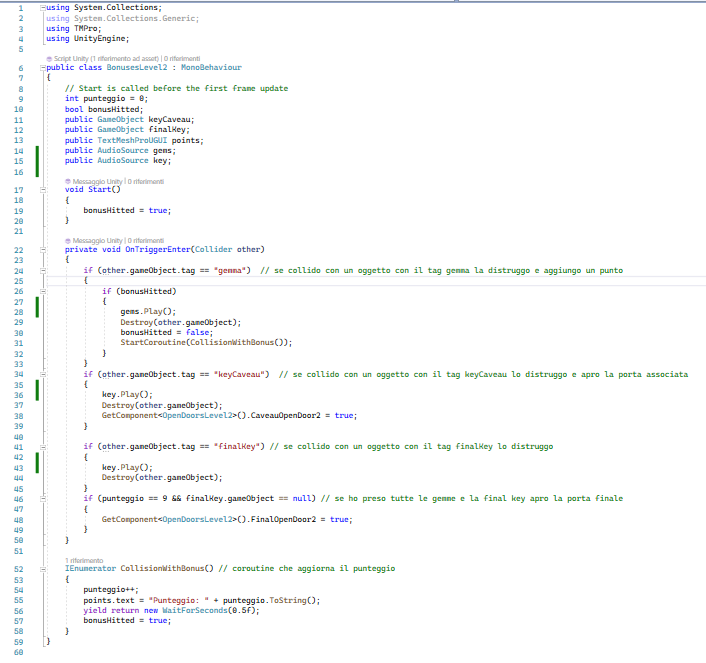 1 using System.Collections;
2 using System.Collections.Generic;
3 using TMPro;
4 using UnityEngine;
5
Script Unity (1 riferimento ad asset) | 0 riferimenti
6 public class BonusesLevel2 : MonoBehaviour
7 {
8 // Start is called before the first frame update
9 int punteggio = 0;
10 bool bonusHitted;
11 public GameObject keyCaveau;
12 public GameObject finalKey;
13 public TextMeshProUGUI points;
14 public AudioSource gems;
15 public AudioSource key;
16
Messaggio Unity | 0 riferimenti
17 void Start()
18 {
19 bonusHitted = true;
20 }
21
Messaggio Unity | 0 riferimenti
22 private void OnTriggerEnter(Collider other)
23 {
24 if (other.gameObject.tag == "gemma") // se collido con un oggetto con il tag gemma la distruggo e aggiungo un punto
25 {
26 if (bonusHitted)
27 {
28 gems.Play();
29 Destroy(other.gameObject);
30 bonusHitted = false;
31 StartCoroutine(CollisionWithBonus());
32 }
33 }
34 if (other.gameObject.tag == "keyCaveau") // se collido con un oggetto con il tag keyCaveau lo distruggo e apro la porta associata
35 {
36 key.Play();
37 Destroy(other.gameObject);
38 GetComponent<OpenDoorsLevel2>().CaveauOpenDoor2 = true;
39 }
40
41 if (other.gameObject.tag == "finalKey") // se collido con un oggetto con il tag finalKey lo distruggo
42 {
43 key.Play();
44 Destroy(other.gameObject);
45 }
46 if (punteggio == 9 && finalKey.gameObject == null) // se ho preso tutte le gemme e la final key apro la porta finale
47 {
48 GetComponent<OpenDoorsLevel2>().FinalOpenDoor2 = true;
49 }
50 }
51
1 riferimento
52 IEnumerator CollisionWithBonus() // coroutine che aggiorna il punteggio
53 {
54 punteggio++;
55 points.text = "Punteggio: " + punteggio.ToString();
56 yield return new WaitForSeconds(0.5f);
57 bonusHitted = true;
58 }
59 }
60